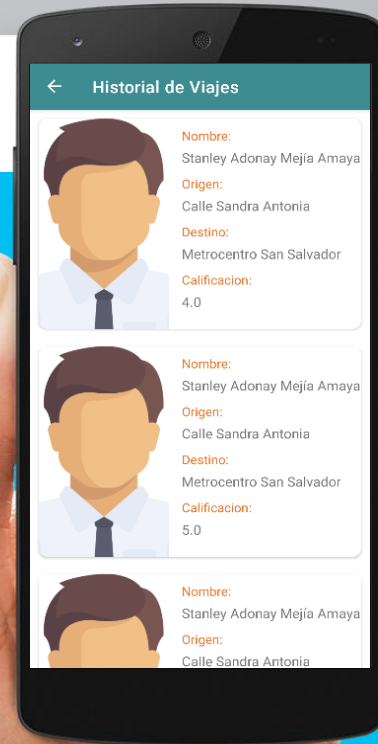 Historial de Viajes
Nombre:
Stanley Adonay Mejía Amaya
Origen:
Calle Sandra Antonia
Destino:
Metrocentro San Salvador
Calificacion:
4.0
Nombre:
Stanley Adonay Mejía Amaya
Origen:
Calle Sandra Antonia
Destino:
Metrocentro San Salvador
Calificacion:
5.0
Nombre:
Stanley Adonay Mejía Amaya
Origen:
Calle Sandra Antonia